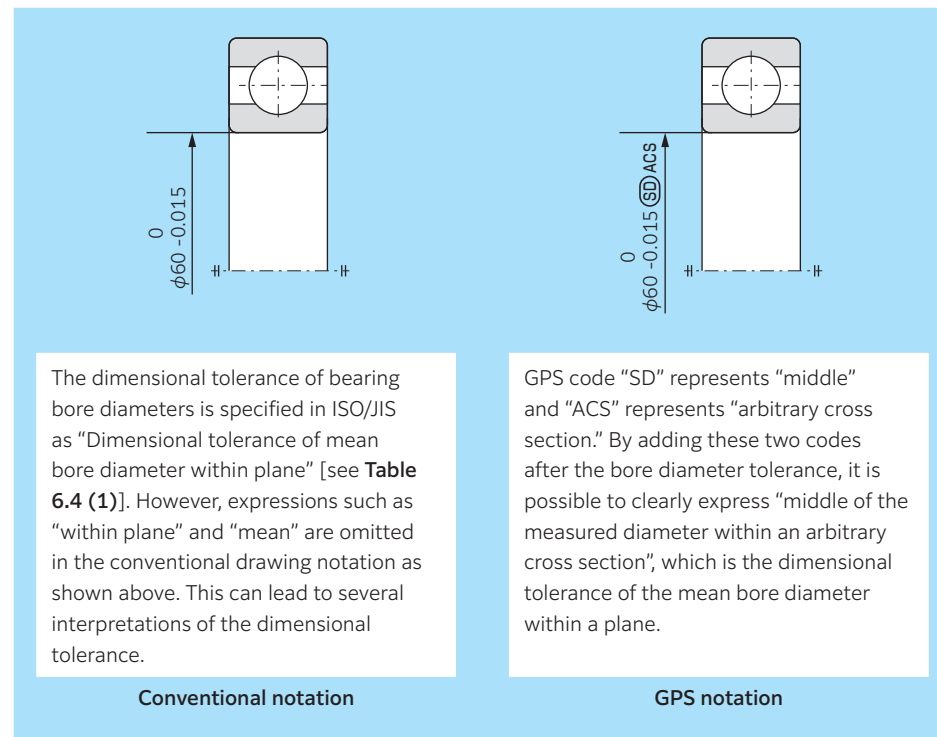 0
φ60 -0.015
0
φ60 -0.015 SD ACS
The dimensional tolerance of bearing
bore diameters is specified in ISO/JIS
as “Dimensional tolerance of mean
bore diameter within plane” [see Table
6.4 (1)]. However, expressions such as
“within plane” and “mean” are omitted
in the conventional drawing notation as
shown above. This can lead to several
interpretations of the dimensional
tolerance.
Conventional notation
GPS code “SD” represents “middle”
and “ACS” represents “arbitrary cross
section.” By adding these two codes
after the bore diameter tolerance, it is
possible to clearly express “middle of the
measured diameter within an arbitrary
cross section”, which is the dimensional
tolerance of the mean bore diameter
within a plane.
GPS notation